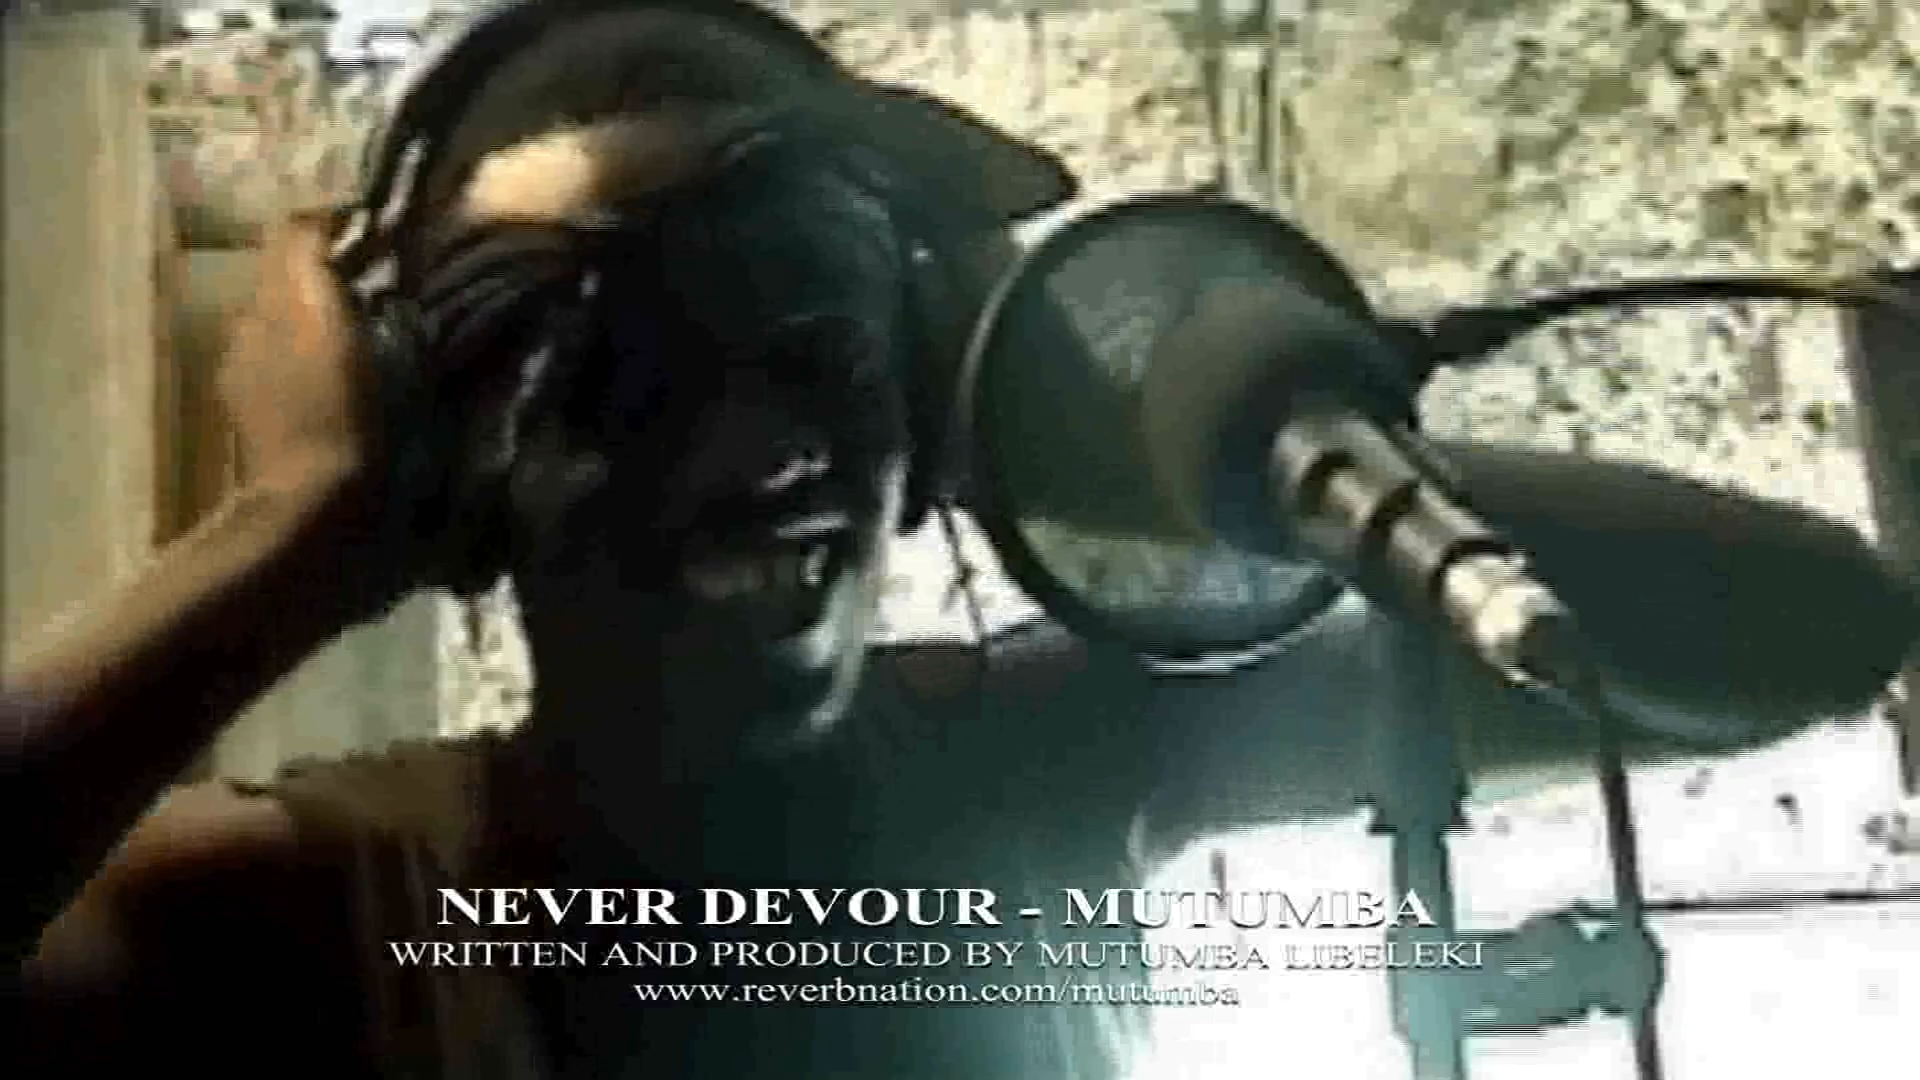 NEVER DEVOUR - MUTUMBA
WRITTEN AND PRODUCED BY MUTUMBA LIBELEKI
www.reverbnation.com/mutumba